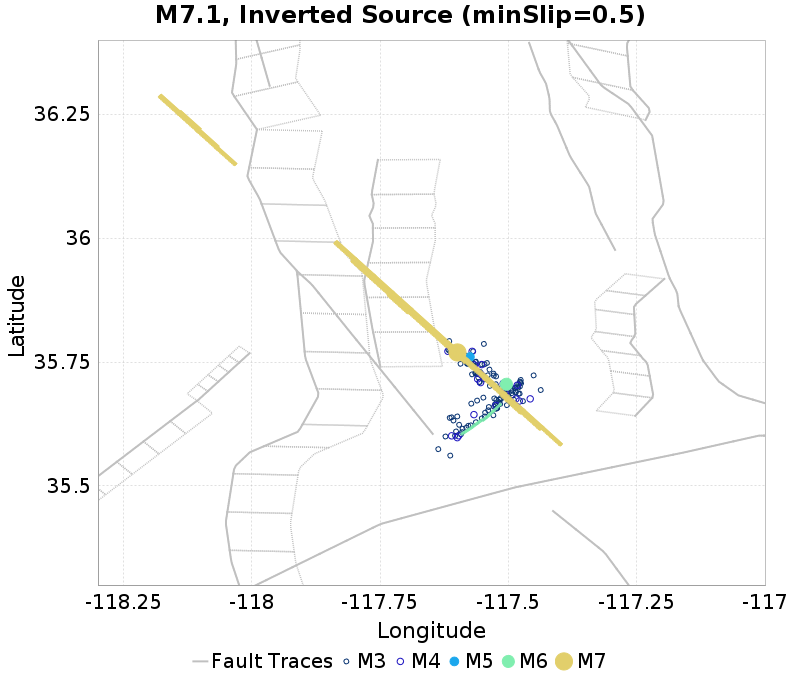 M7.1, Inverted Source (minSlip=0.5)
36.25
36
35.75
35.5
Latitude
-118.25 -118 -117.75 -117.5 -117.25 -117
Longitude
Fault Traces M3 M4 M5 M6 M7